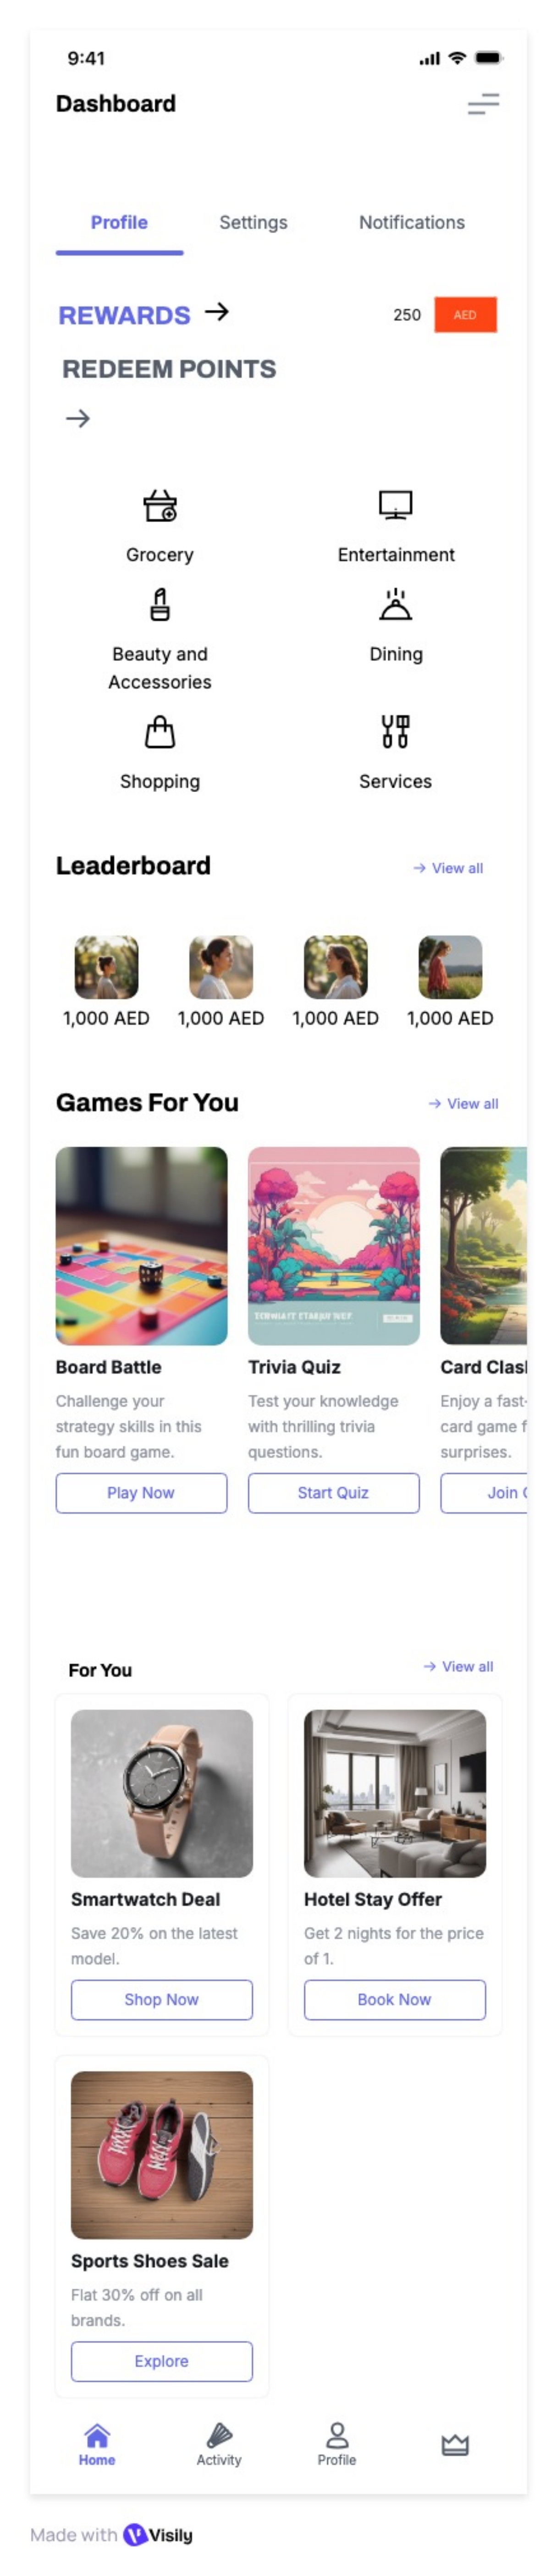 9:41
Dashboard
Profile Settings Notifications
REWARDS → 250 AED
REDEEM POINTS
→
Grocery Entertainment
Beauty and
Accessories
Dining
Shopping Services
Leaderboard → View all
1,000 AED 1,000 AED 1,000 AED 1,000 AED
Games For You → View all
Board Battle
Challenge your
strategy skills in this
fun board game.
Play Now
Trivia Quiz
Test your knowledge
with thrilling trivia
questions.
Start Quiz
Card Clas
Enjoy a fast-
card game f
surprises.
Join
For You → View all
Smartwatch Deal
Save 20% on the latest
model.
Shop Now
Hotel Stay Offer
Get 2 nights for the price
of 1.
Book Now
Sports Shoes Sale
Flat 30% off on all
brands.
Explore
Home Activity Profile
Made with Visily